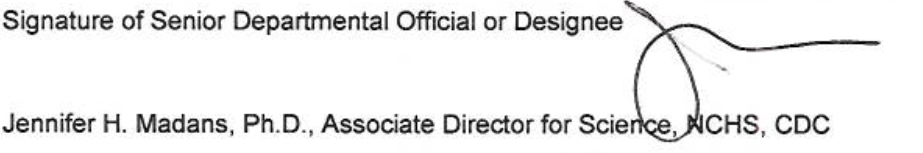 Signature of Senior Departmental Official or Designee
Jennifer H. Madans, Ph.D., Associate Director for Science, NCHS, CDC